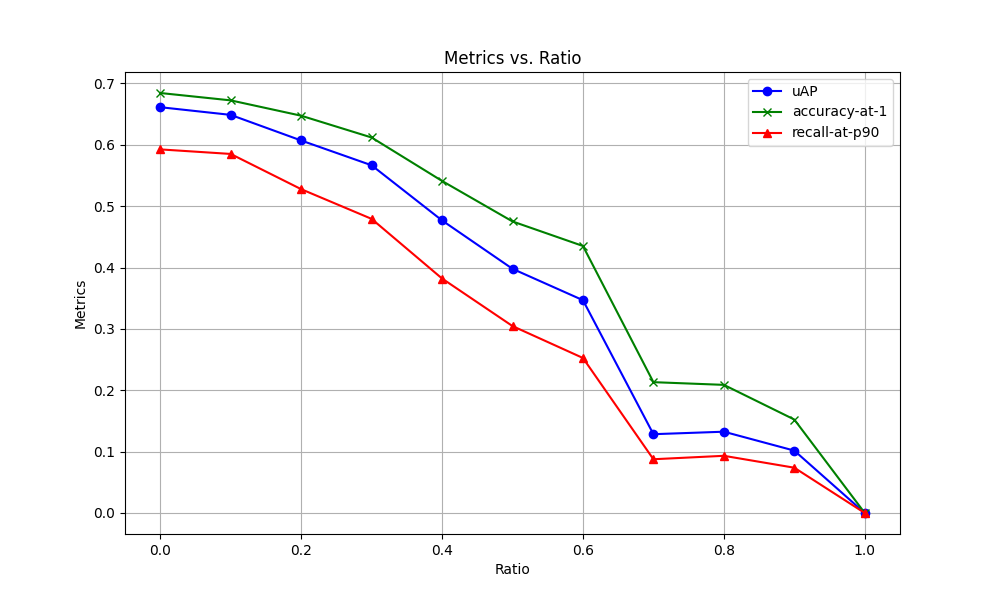 Metrics vs. Ratio
uAP
accuracy-at-1
recall-at-p90
0.7
0.6
0.5
0.4
0.3
0.2
0.1
0.0
Metrics
0.0 0.2 0.4 0.6 0.8 1.0
Ratio